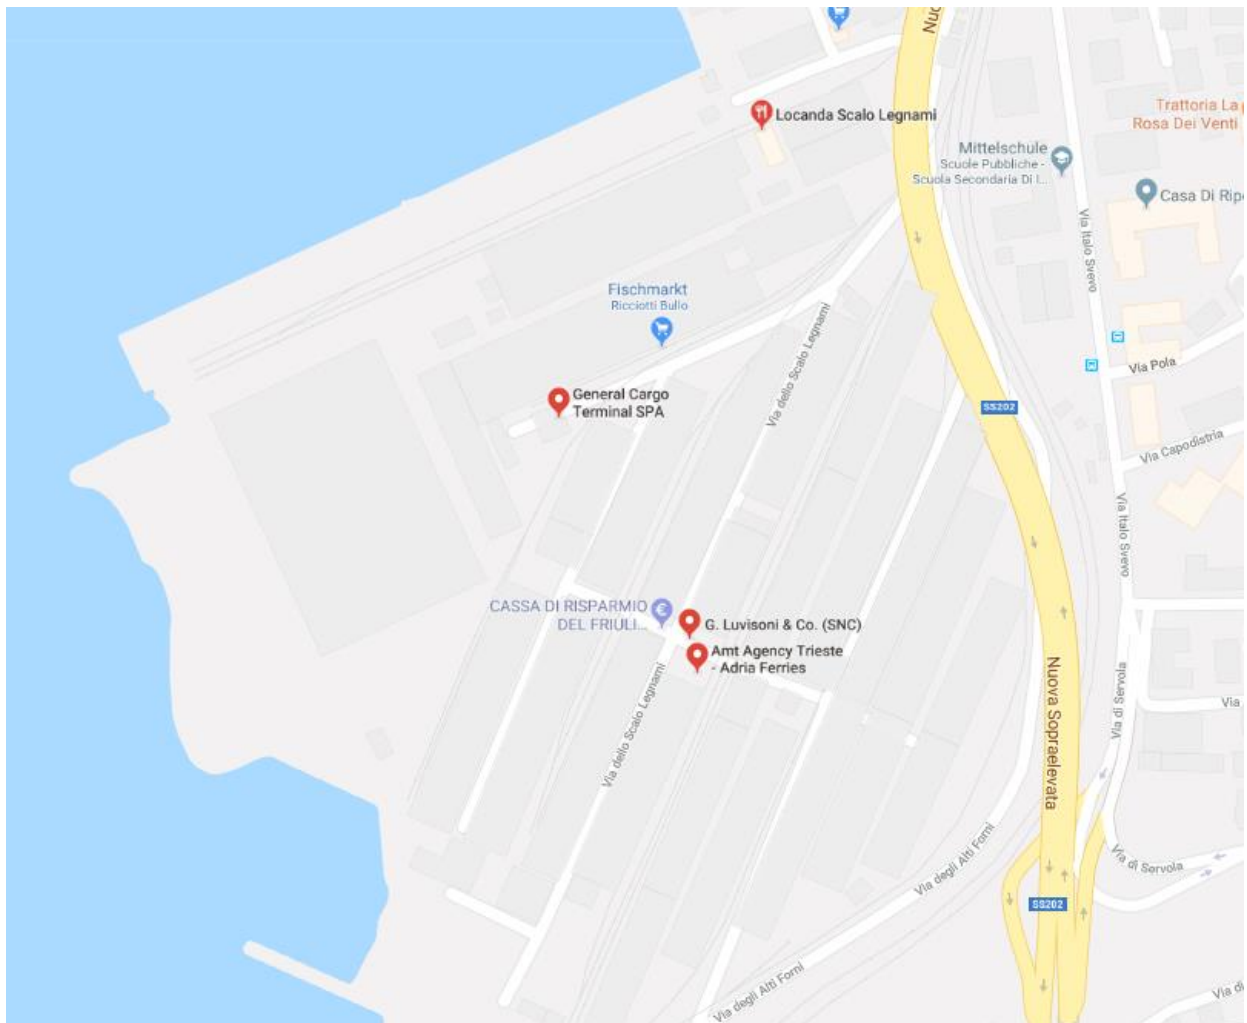 Nuo
Locanda Scalo Legnami
Trattoria La
Rosa Dei Venti
Mittelschule
Scuole Pubbliche -
Scuola Secondaria Di I...
Casa Di Rip
Via Italo Svevo
Fischmarkt
Ricciotti Bullo
Via dello Scalo Legnami
Via Pola
General Cargo
Terminal SPA
SS202
Via Capodistria
Via Italo Svevo
CASSA DI RISPARMIO
DEL FRIULI...
G. Luvisoni & Co. (SNC)
Amt Agency Trieste
- Adria Ferries
Via dello Scalo Legnami
Nuova Sopraelevata
Via di Servola
Via
Via degli Alti Forni
Via di Servola
SS202
Via degli Alti Forni
Via di